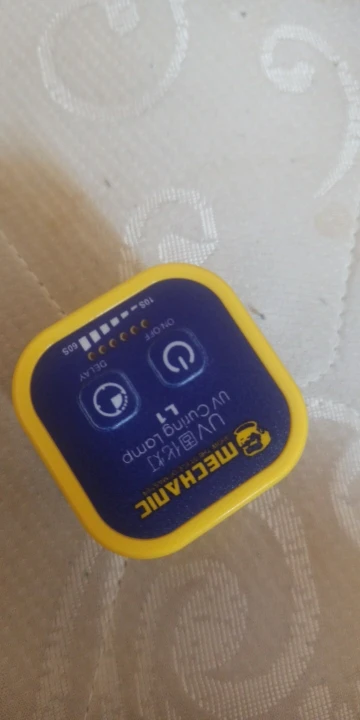 MECHANIC
UV固化灯
UV Curing Lamp
L1
ON/OFF
DELAY
10S
60S